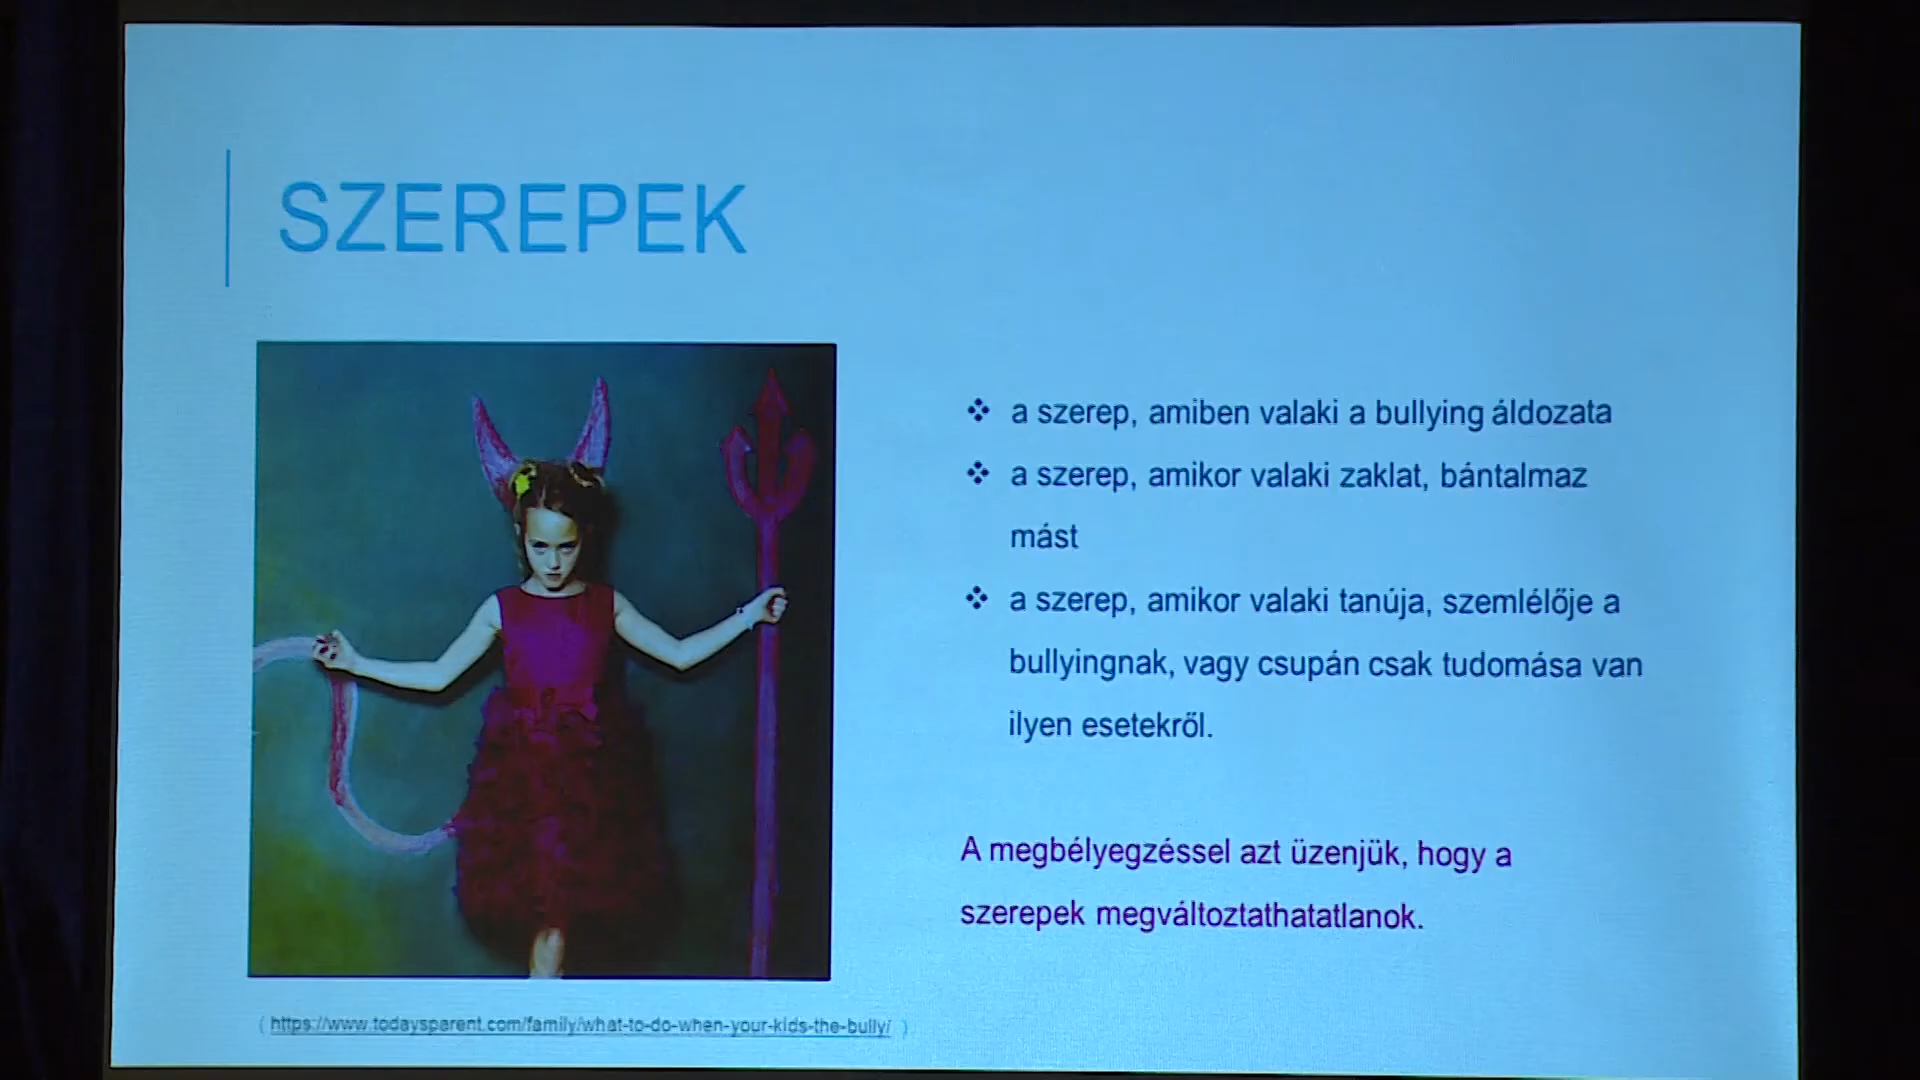 SZEREPEK
❖ a szerep, amiben valaki a bullying áldozata
❖ a szerep, amikor valaki zaklat, bántalmaz
mást
❖ a szerep, amikor valaki tanúja, szemlélője a
bullyingnak, vagy csupán csak tudomása van
ilyen esetekről.
A megbélyegzéssel azt üzenjük, hogy a
szerepek megváltoztathatatlanok.
( https://www.todaysparent.com/family/what-to-do-when-your-kids-the-bully/ )